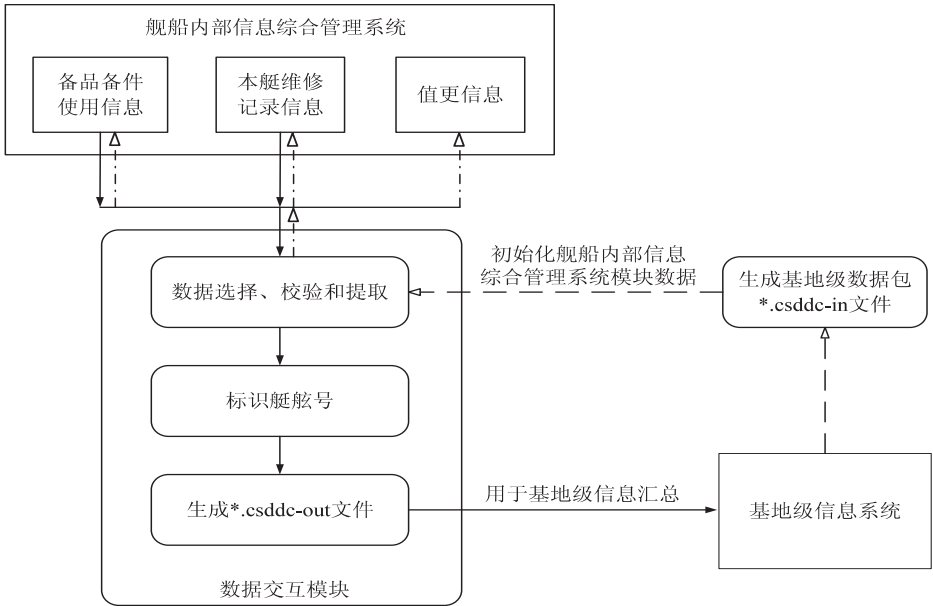 舰船内部信息综合管理系统
备品备件
使用信息
本艇维修
记录信息
值更信息
初始化舰船内部信息
综合管理系统模块数据
生成基地级数据包
*.csddc-in文件
数据选择、校验和提取
标识艇舷号
生成*.csddc-out文件
用于基地级信息汇总
基地级信息系统
数据交互模块